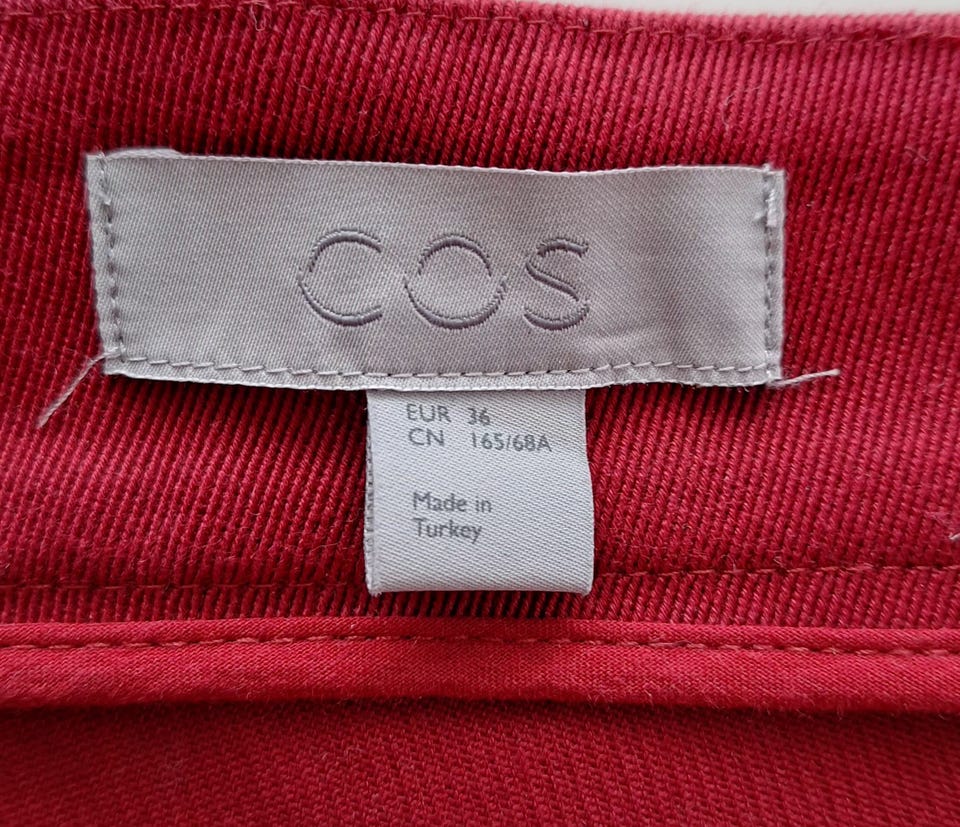 COS
EUR 36
CN 165/68A
Made in
Turkey